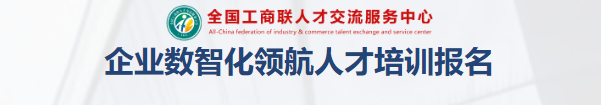 全国工商联人才交流服务中心
All-China federation of industry & commerce talent exchange and service center
企业数智化领航人才培训报名